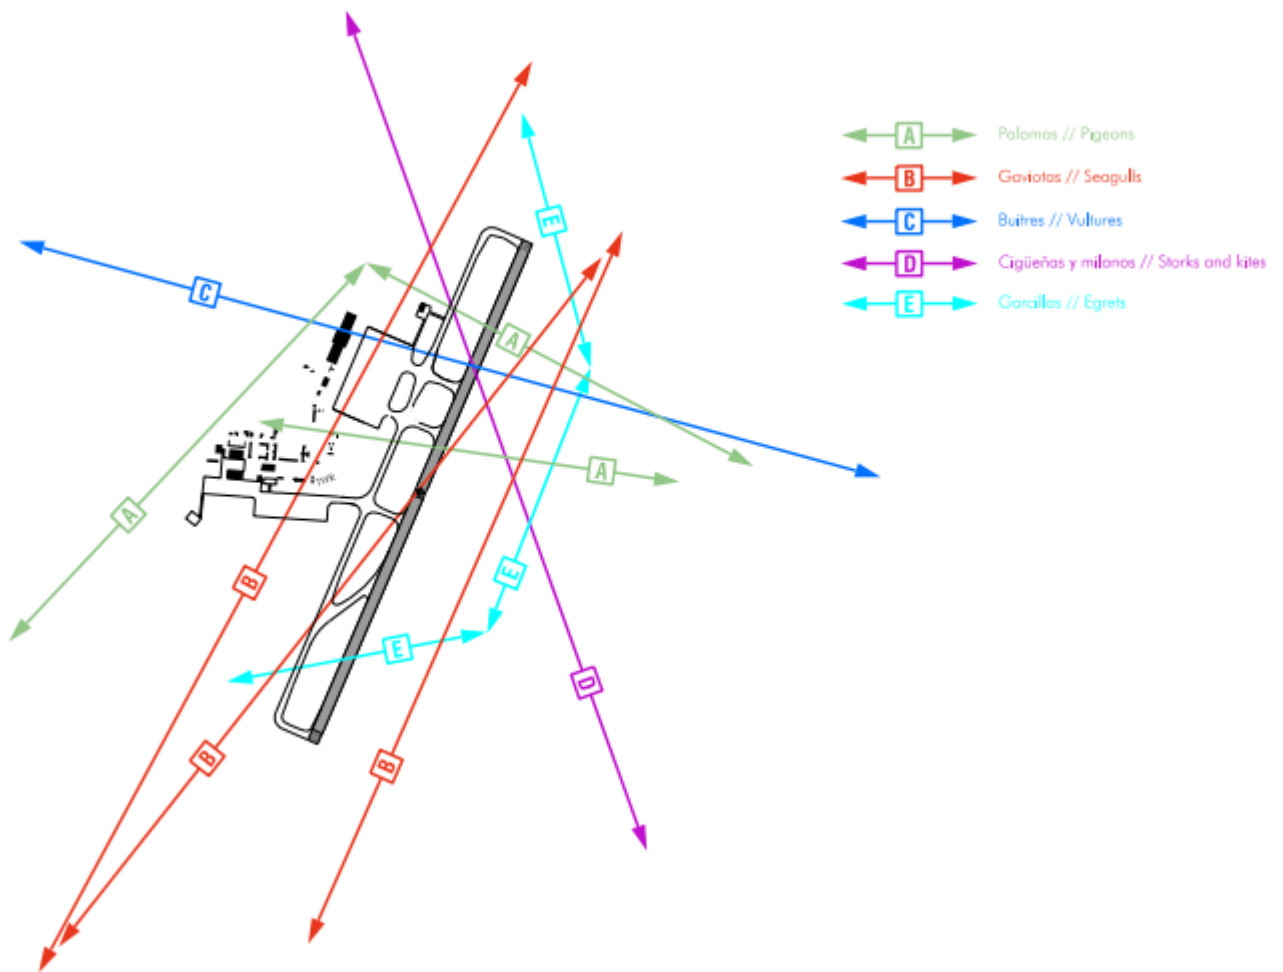 A Palomas // Pigeons
B Gaviotas // Seagulls
C Buitres // Vultures
D Cigüeñas y milanos // Storks and kites
E Garcillas // Egrets
E
C
A
A
A
TWR
A
E
B
E
D
B
B